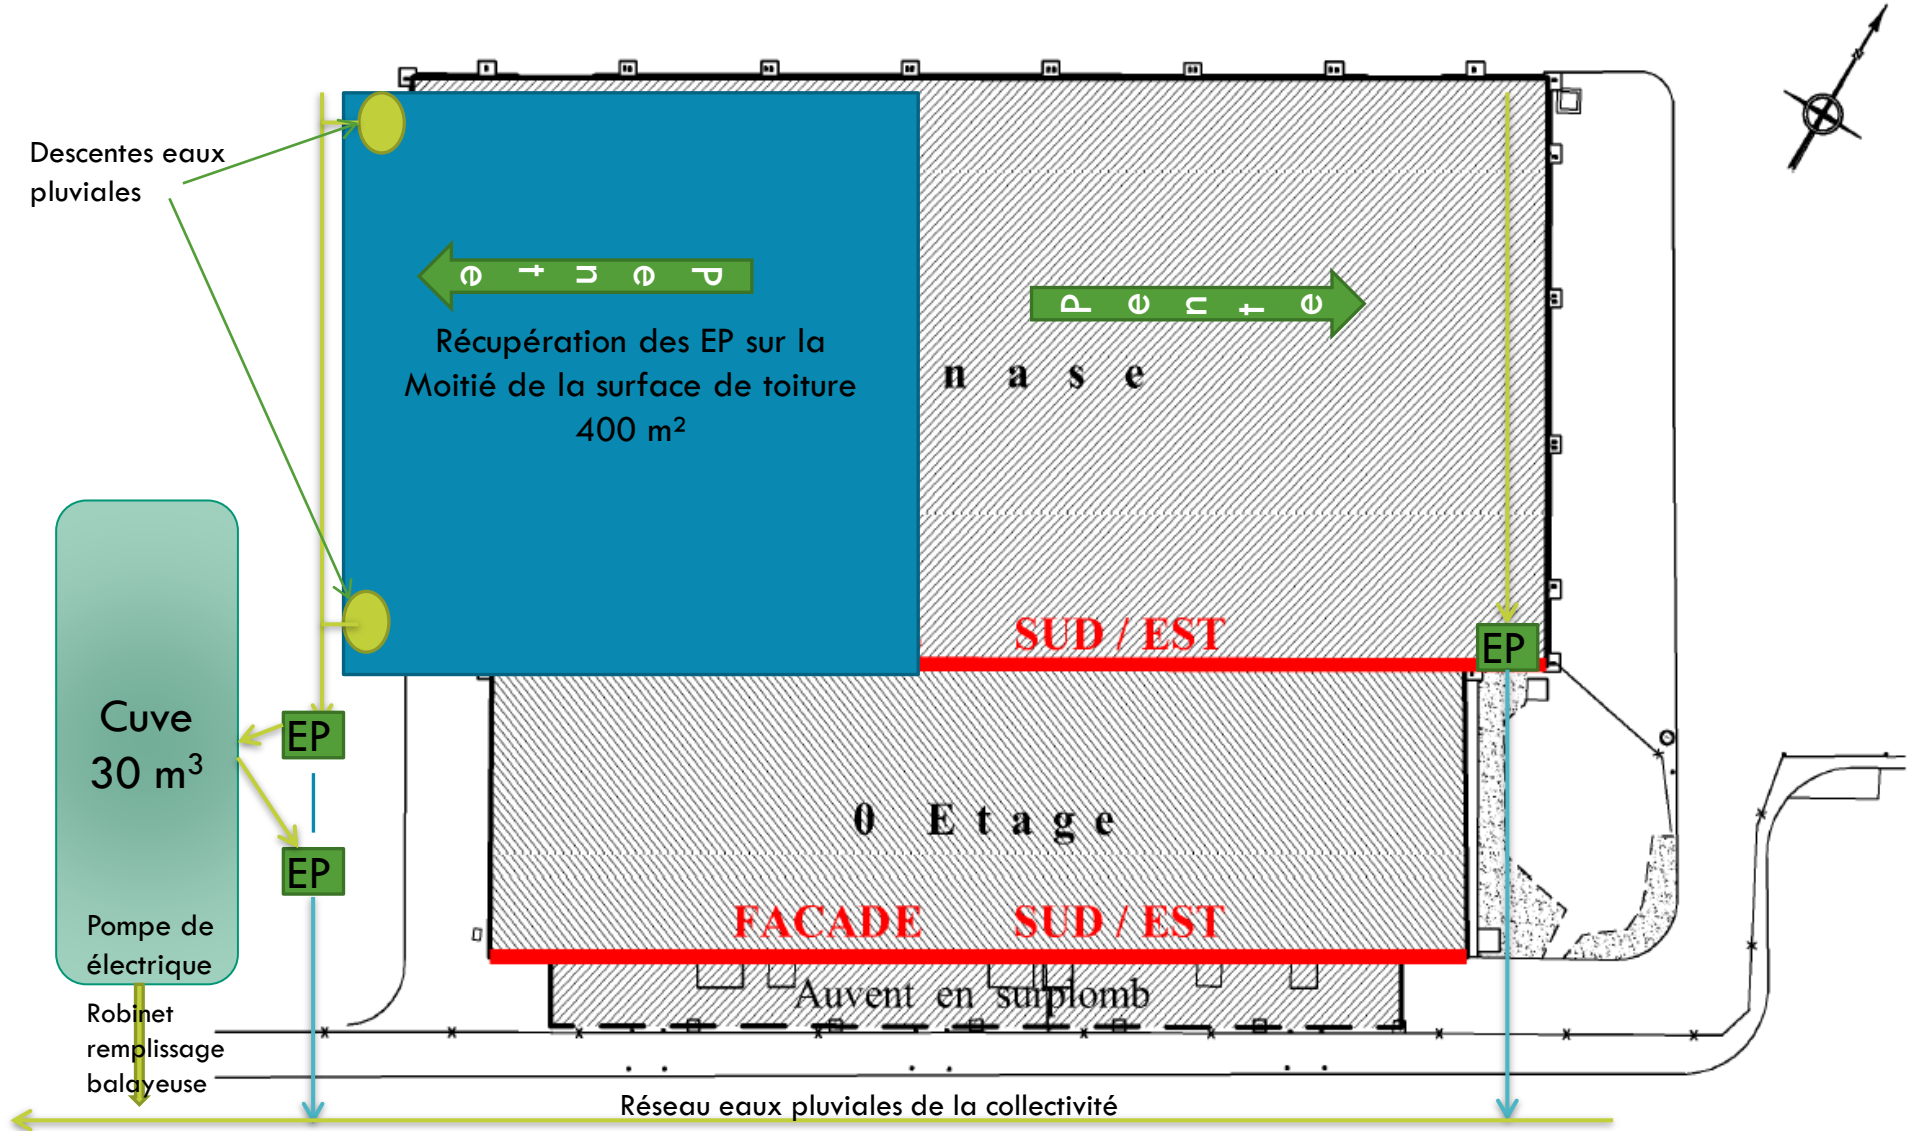 Descentes eaux
pluviales
Pente
Pente
Récupération des EP sur la
Moitié de la surface de toiture
400 m²
n a s e
SUD / EST
EP
Cuve
30 m³
EP
EP
0 Etage
FACADE SUD / EST
Pompe de
électrique
Auvent en surplomb
Robinet
remplissage
balayeuse
Réseau eaux pluviales de la collectivité